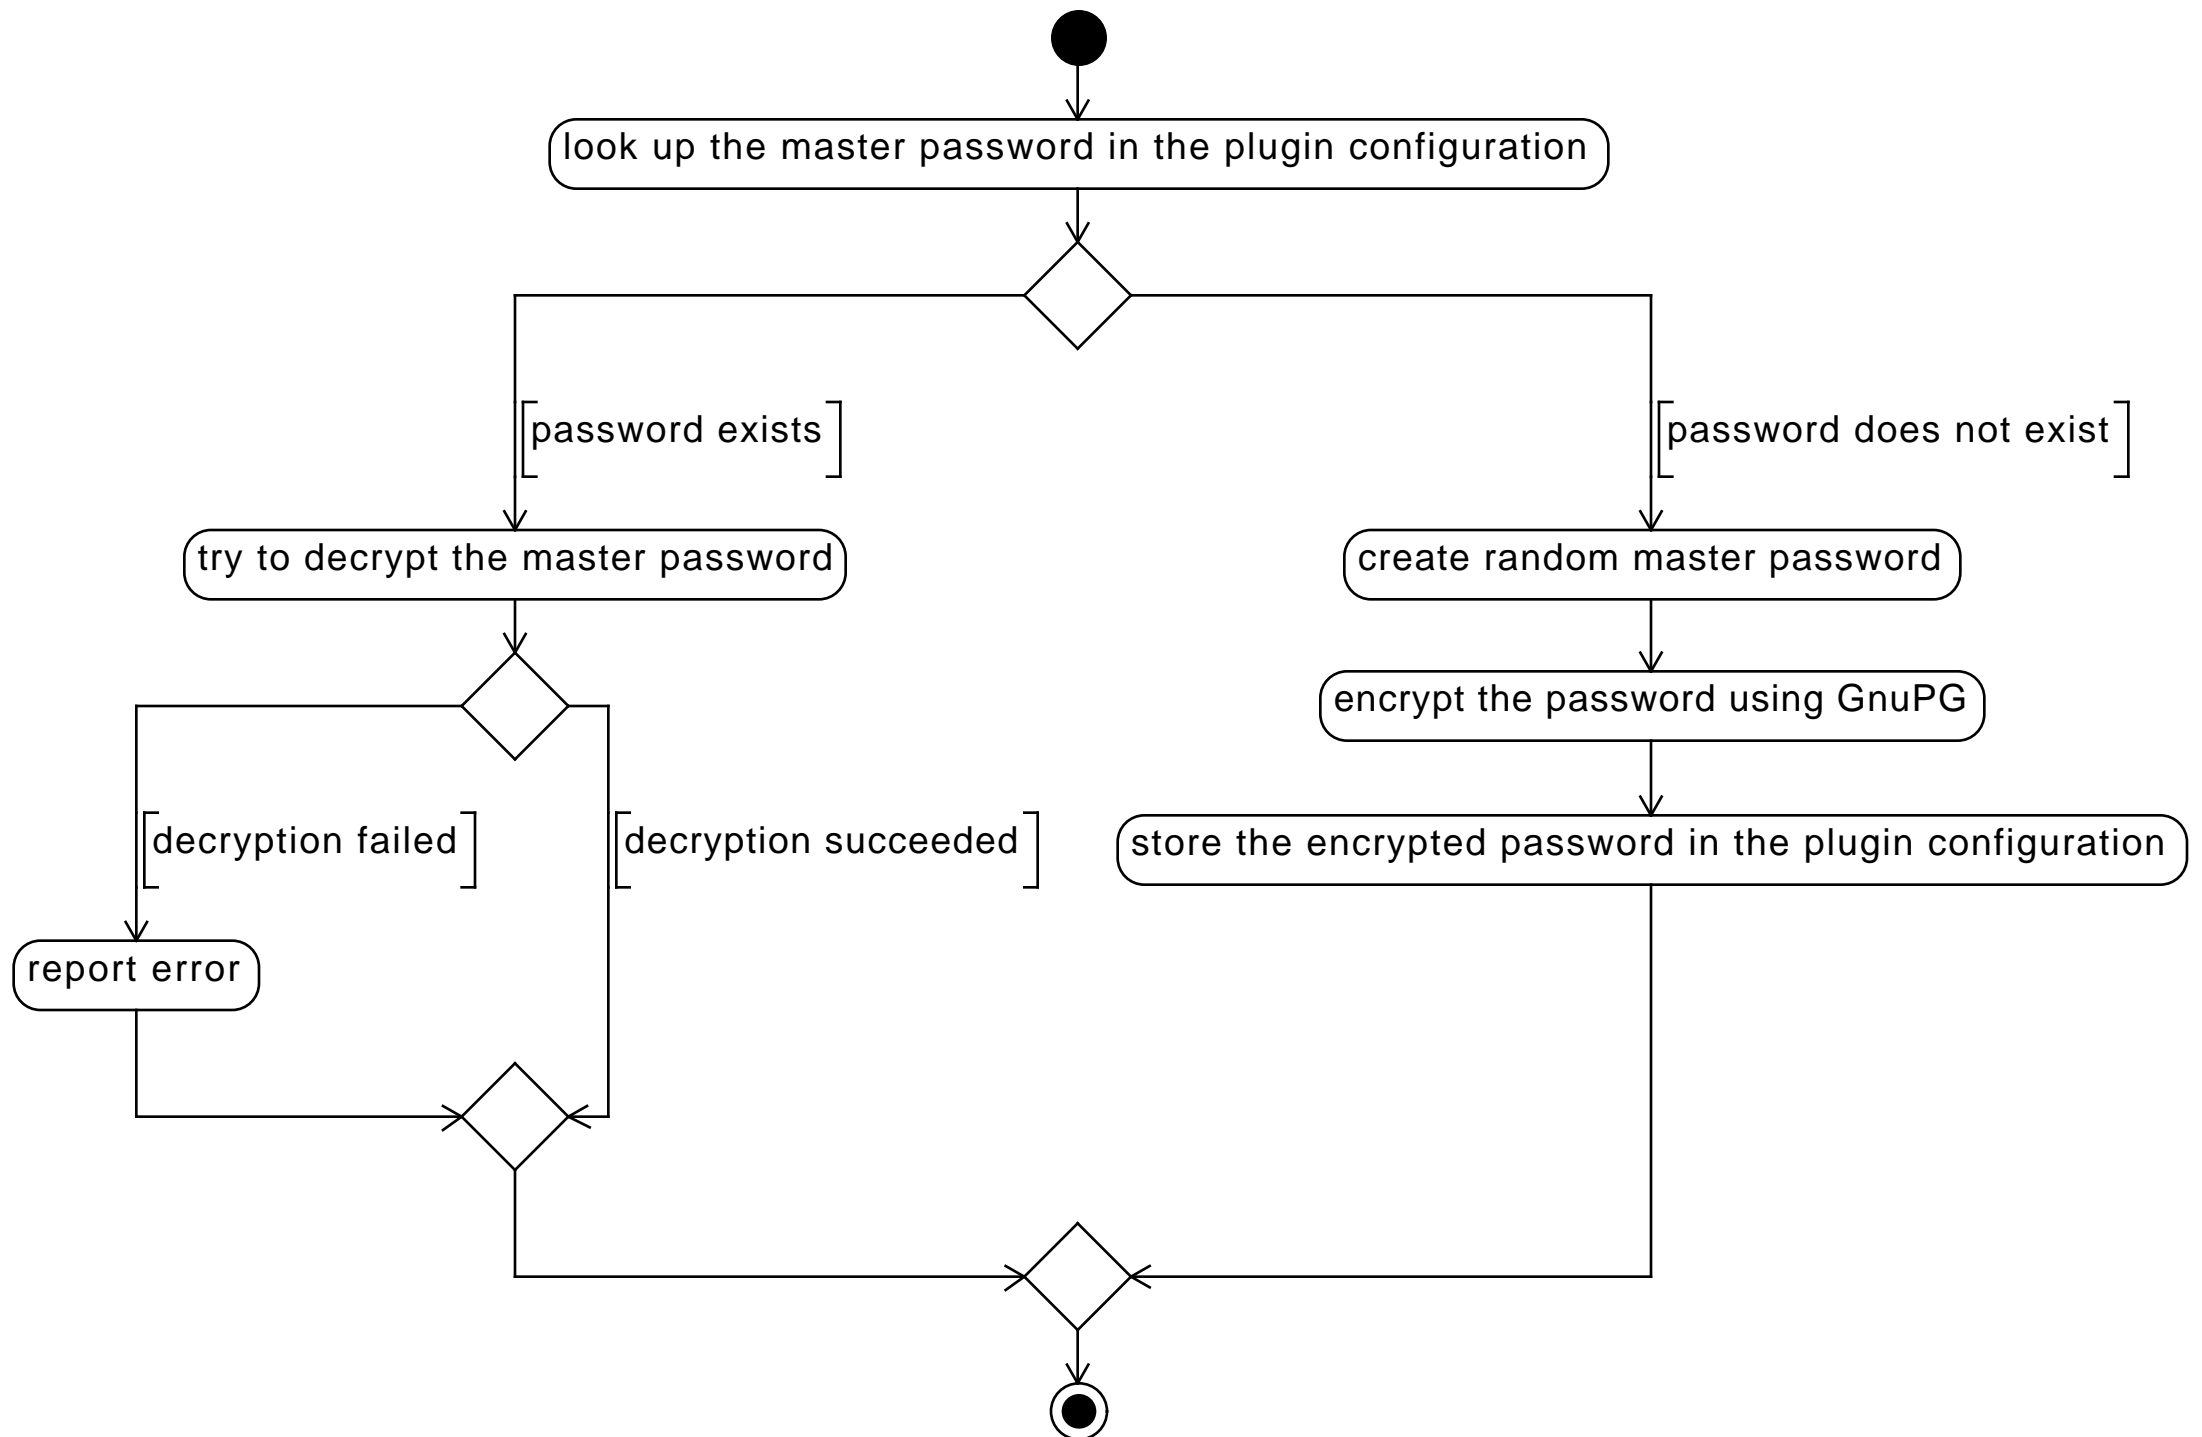 look up the master password in the plugin configuration
[password exists]
[password does not exist]
try to decrypt the master password
create random master password
encrypt the password using GnuPG
[decryption failed]
[decryption succeeded]
store the encrypted password in the plugin configuration
report error